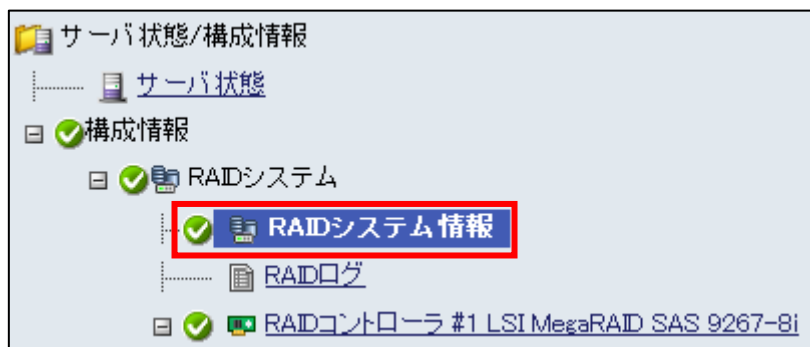 サーバ状態/構成情報
サーバ状態
構成情報
RAIDシステム
RAIDシステム情報
RAIDログ
RAIDコントローラ #1 LSI MegaRAID SAS 9267-8i